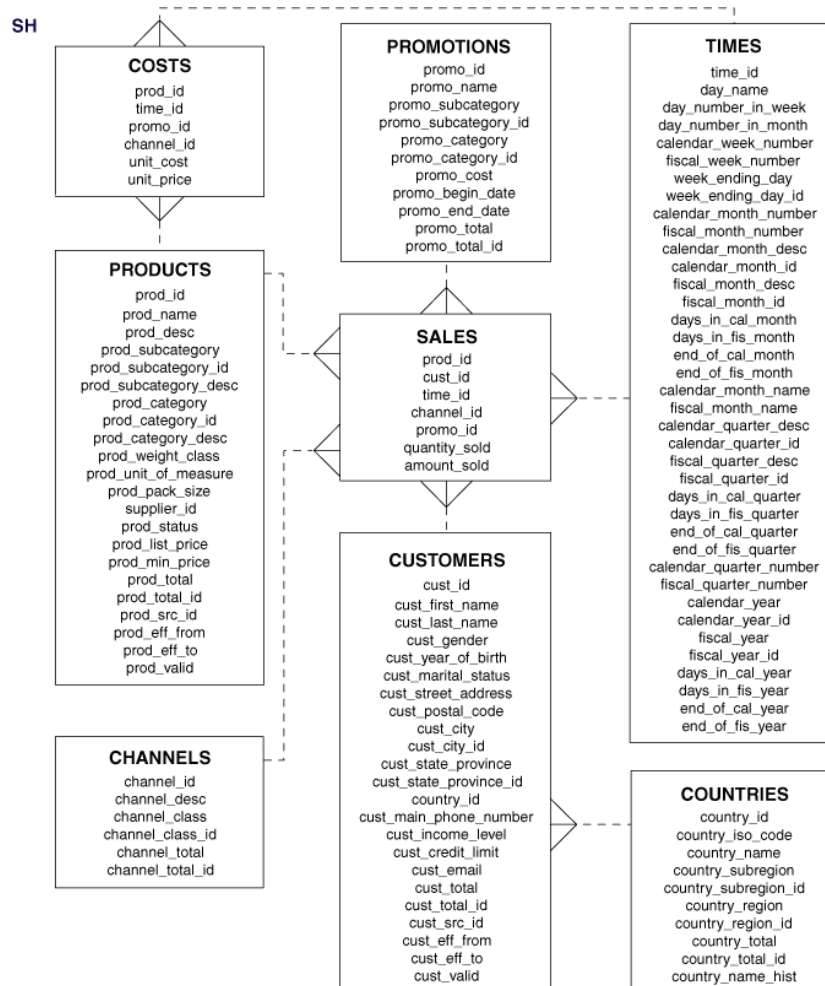 SH
COSTS
prod_id
time_id
promo_id
channel_id
unit_cost
unit_price
PROMOTIONS
promo_id
promo_name
promo_subcategory
promo_subcategory_id
promo_category
promo_category_id
promo_cost
promo_begin_date
promo_end_date
promo_total
promo_total_id
TIMES
time_id
day_name
day_number_in_week
day_number_in_month
calendar_week_number
fiscal_week_number
week_ending_day
week_ending_day_id
calendar_month_number
fiscal_month_number
calendar_month_desc
calendar_month_id
fiscal_month_desc
fiscal_month_id
days_in_cal_month
days_in_fis_month
end_of_cal_month
end_of_fis_month
calendar_month_name
fiscal_month_name
calendar_quarter_desc
calendar_quarter_id
fiscal_quarter_desc
fiscal_quarter_id
days_in_cal_quarter
days_in_fis_quarter
end_of_cal_quarter
end_of_fis_quarter
calendar_quarter_number
fiscal_quarter_number
calendar_year
calendar_year_id
fiscal_year
fiscal_year_id
days_in_cal_year
days_in_fis_year
end_of_cal_year
end_of_fis_year
PRODUCTS
prod_id
prod_name
prod_desc
prod_subcategory
prod_subcategory_id
prod_subcategory_desc
prod_category
prod_category_id
prod_category_desc
prod_weight_class
prod_unit_of_measure
prod_pack_size
supplier_id
prod_status
prod_list_price
prod_min_price
prod_total
prod_total_id
prod_src_id
prod_eff_from
prod_eff_to
prod_valid
SALES
prod_id
cust_id
time_id
channel_id
promo_id
quantity_sold
amount_sold
CUSTOMERS
cust_id
cust_first_name
cust_last_name
cust_gender
cust_year_of_birth
cust_marital_status
cust_street_address
cust_postal_code
cust_city
cust_city_id
cust_state_province
cust_state_province_id
country_id
cust_main_phone_number
cust_income_level
cust_credit_limit
cust_email
cust_total
cust_total_id
cust_src_id
cust_eff_from
cust_eff_to
cust_valid
CHANNELS
channel_id
channel_desc
channel_class
channel_class_id
channel_total
channel_total_id
COUNTRIES
country_id
country_iso_code
country_name
country_subregion
country_subregion_id
country_region
country_region_id
country_total
country_total_id
country_name_hist